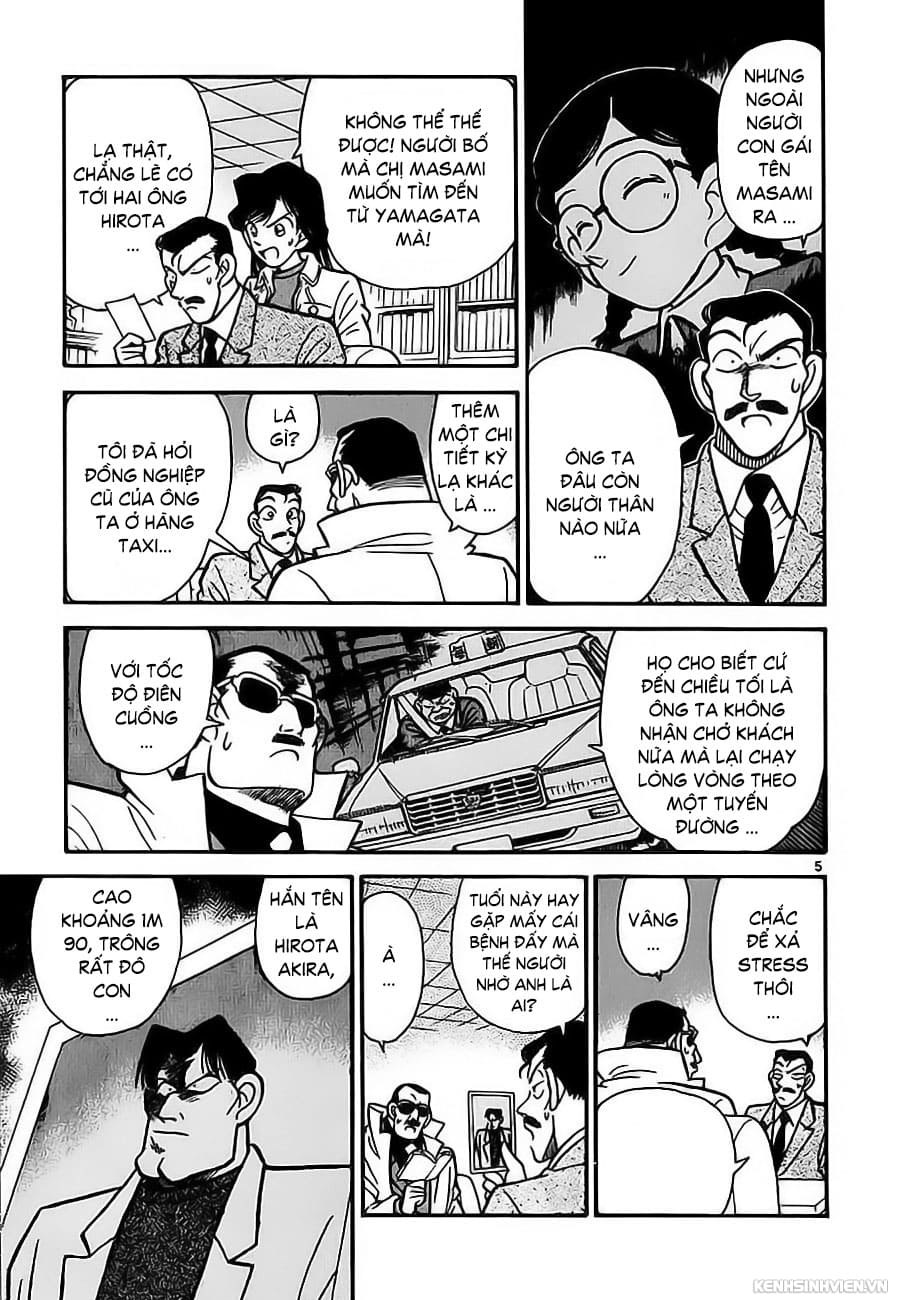 NHƯNG
NGOÀI
NGƯỜI
CON GÁI
TÊN
MASAMI
RA ...
ÔNG TA
ĐÂU CÒN
NGƯỜI THÂN
NÀO NỮA
...
KHÔNG THỂ THẾ
ĐƯỢC! NGƯỜI BỐ
MÀ CHỊ MASAMI
MUỐN TÌM ĐẾN
TỪ YAMAGATA
MÀ!
LẠ THẬT,
CHẲNG LẼ CÓ
TỚI HAI ÔNG
HIROTA
...
THÊM
MỘT CHI
TIẾT KỲ
LẠ KHÁC
LÀ ...
LÀ
GÌ?
TÔI ĐÃ HỎI
ĐỒNG NGHIỆP
CŨ CỦA ÔNG
TA Ở HÀNG
TAXI...
HỌ CHO BIẾT CỨ
ĐẾN CHIỀU TỐI LÀ
ÔNG TA KHÔNG
NHẬN CHỞ KHÁCH
NỮA MÀ LẠI CHẠY
LÒNG VÒNG THEO
MỘT TUYẾN
ĐƯỜNG ...
VỚI TỐC
ĐỘ ĐIÊN
CUỒNG
...
5
CHẮC
ĐỂ XẢ
STRESS
THÔI
...
VÂNG
...
TUỔI NÀY HAY
GẶP MẤY CÁI
BỆNH ĐẤY MÀ
THẾ NGƯỜI
NHỜ ANH LÀ
AI?
À
...
HẮN TÊN
LÀ
HIROTA
AKIRA,
CAO
KHOẢNG 1M
90, TRÔNG
RẤT ĐÔ
CON
...
KENHSINHVIEN.VN